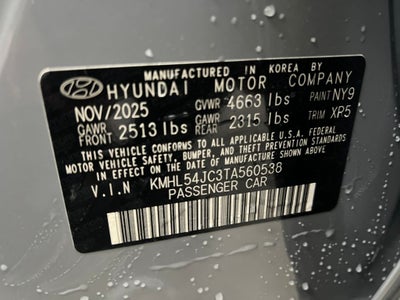 MANUFACTURED IN KOREA BY
HYUNDAI MOTOR COMPANY
NOV/2025 GVWR 4663 lbs PAINT NY9
GAWR FRONT 2513 lbs GAWR REAR 2315 lbs TRIM XP5
THIS VEHICLE CONFORMS TO ALL APPLICABLE U.S.A. FEDERAL
MOTOR VEHICLE SAFETY, BUMPER, AND THEFT PREVENTION STANDARDS
IN EFFECT ON THE DATE OF MANUFACTURE SHOWN ABOVE.
V.I.N KMHL54JC3TA560538
PASSENGER CAR